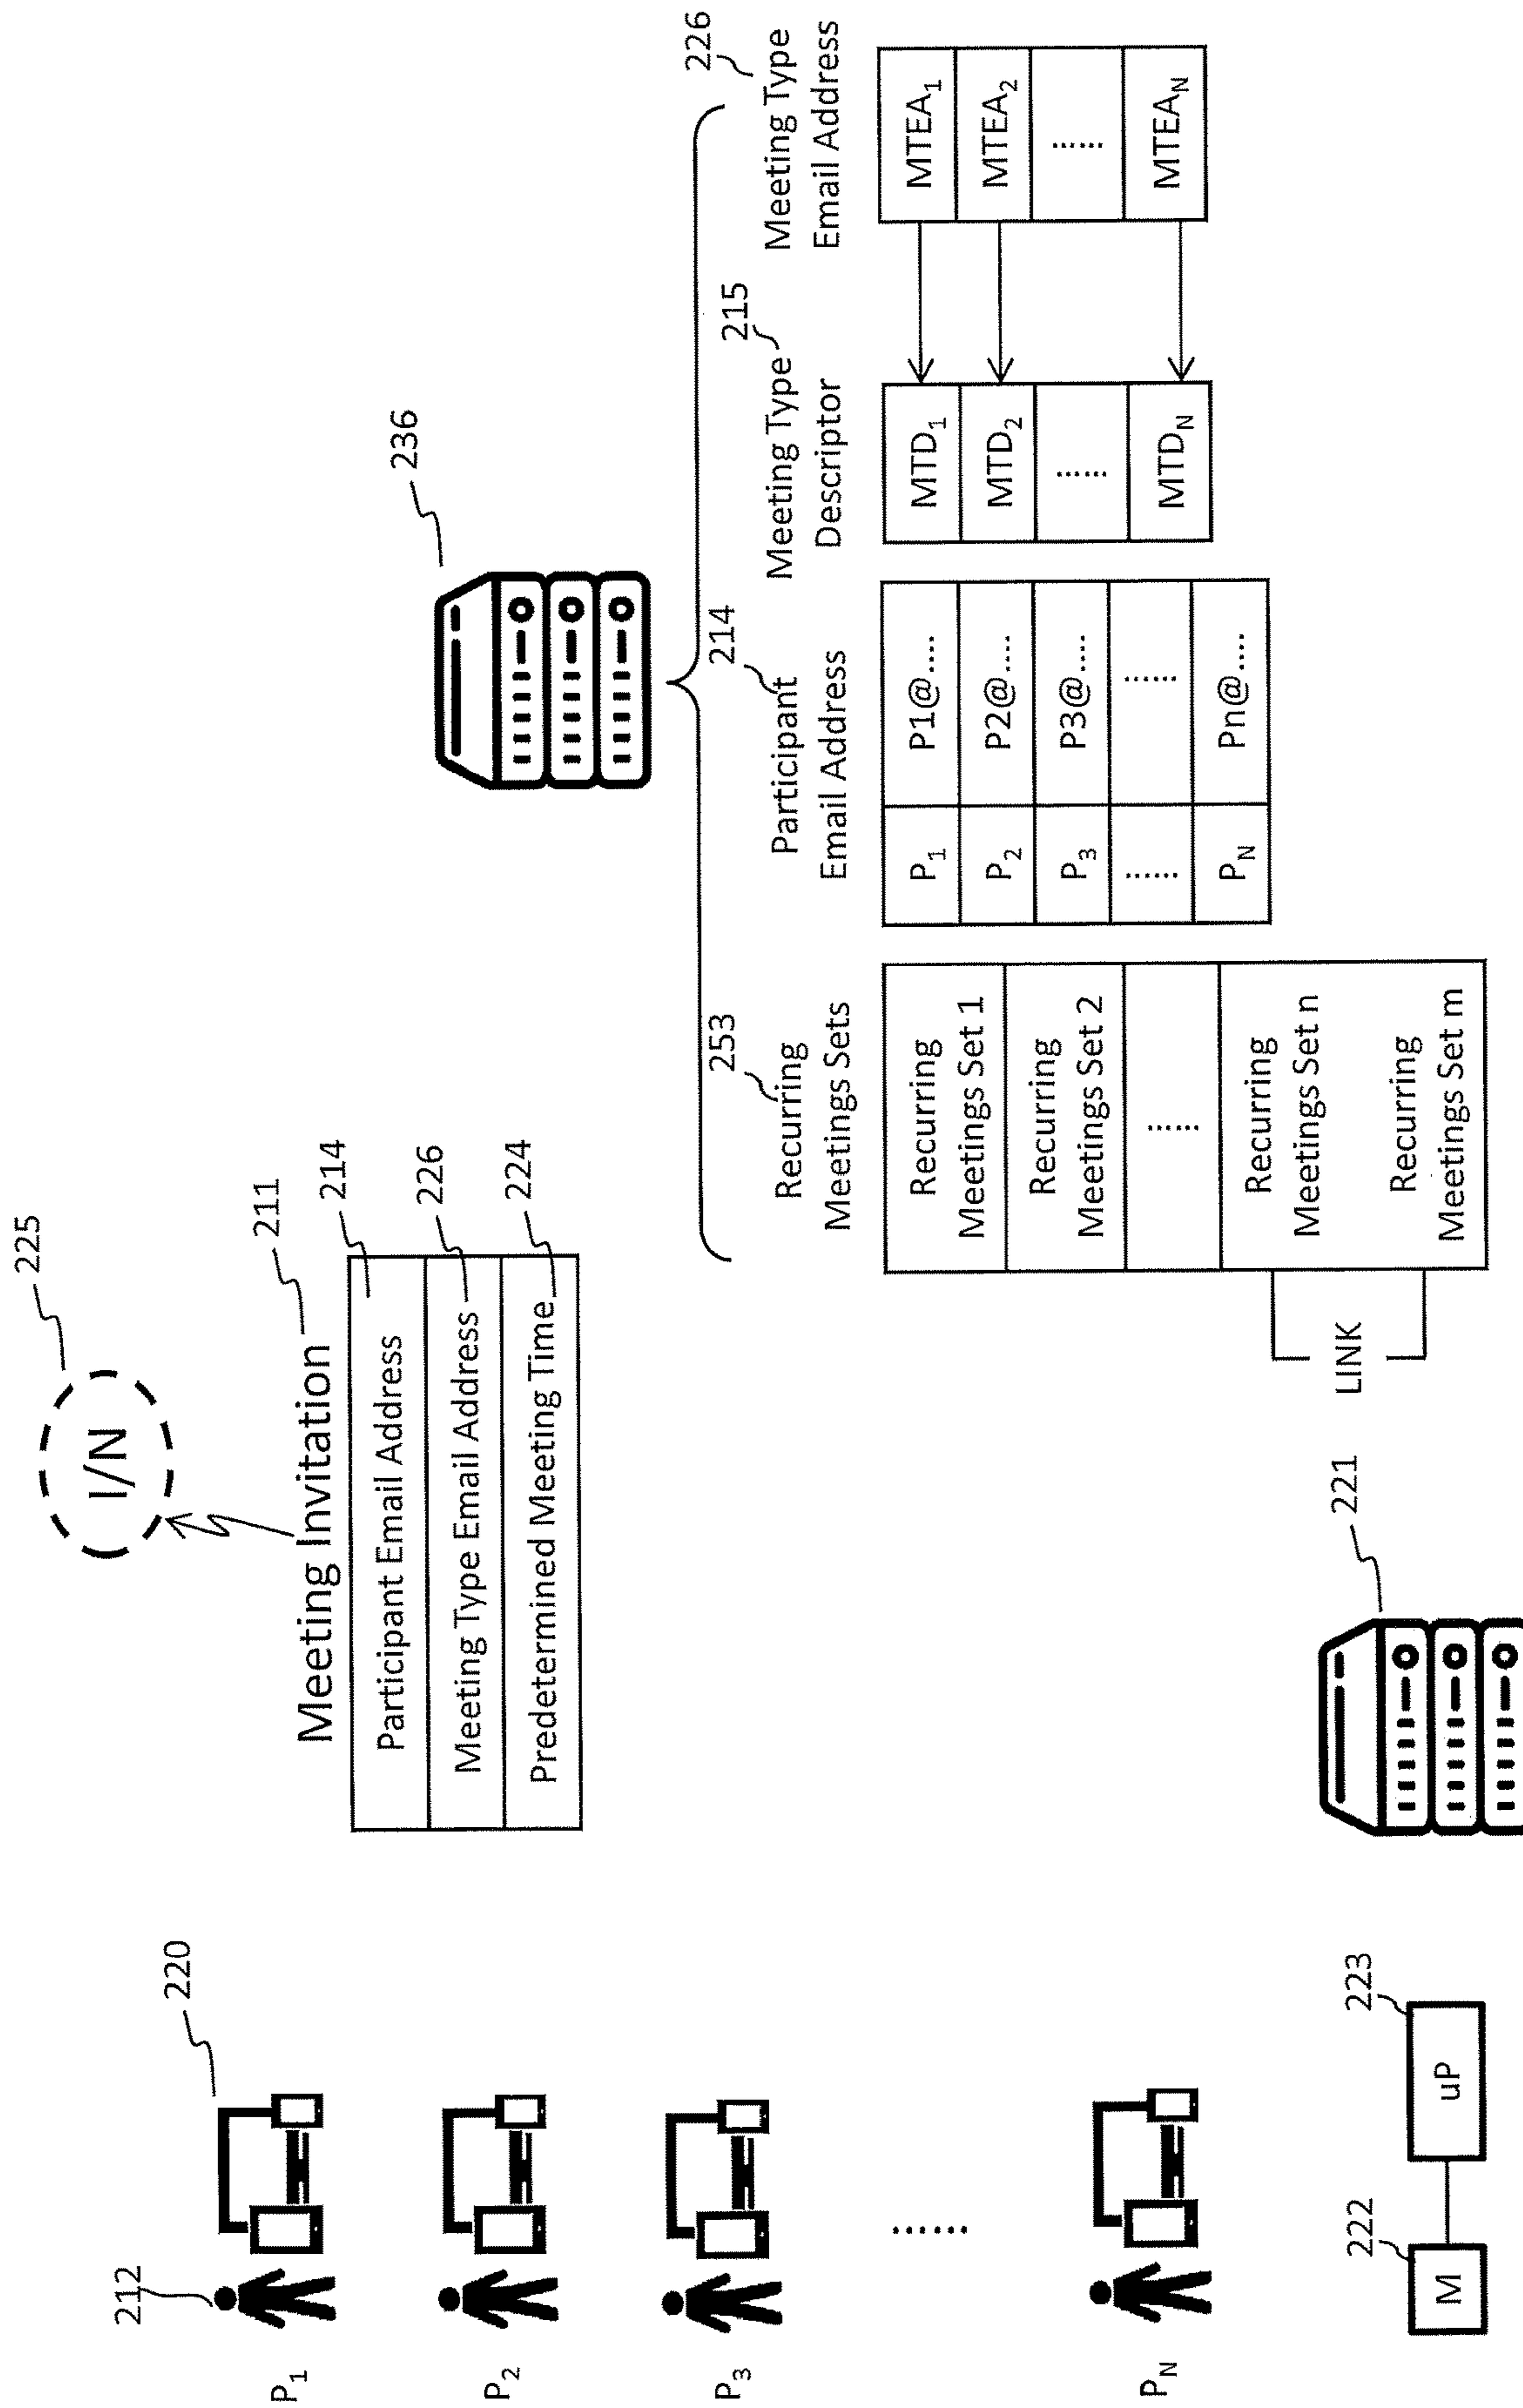 225
I/N
Meeting Invitation 211
Participant Email Address 214
Meeting Type Email Address 226
Predetermined Meeting Time 224
220
212
P1
P2
P3
......
PN
222
M
223
uP
221
236
253
Recurring
Meetings Sets
Recurring
Meetings Set 1
Recurring
Meetings Set 2
......
Recurring
Meetings Set n
Recurring
Meetings Set m
LINK
214
Participant
Email Address
P1 P1@....
P2 P2@....
P3 P3@....
...... ......
PN Pn@....
215
Meeting Type
Descriptor
MTD1
MTD2
......
MTDN
226
Meeting Type
Email Address
MTEA1
MTEA2
......
MTEAN